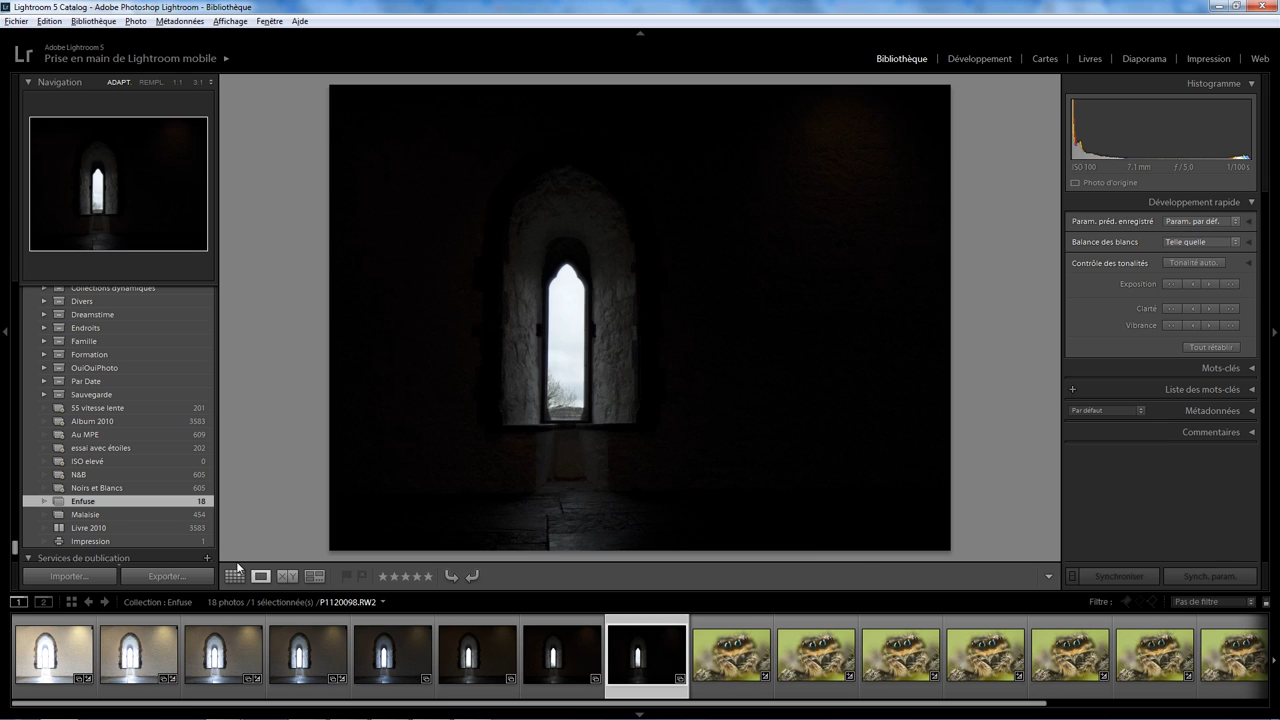 Lightroom 5 Catalog - Adobe Photoshop Lightroom - Bibliothèque
Fichier Edition Bibliothèque Photo Métadonnées Affichage Fenêtre Aide
Lr
Adobe Lightroom 5
Prise en main de Lightroom mobile
Bibliothèque | Développement | Cartes | Livres | Diaporama | Impression | Web
Navigation ADAPT. REMPL. 1:1 3:1
Collections dynamiques
Divers
Dreamstime
Endroits
Famille
Formation
OuiOuiPhoto
Par Date
Sauvegarde
55 vitesse lente 201
Album 2010 3583
Au MPE 609
essai avec étoiles 202
ISO elevé 0
N&B 605
Noirs et Blancs 605
Enfuse 18
Malaisie 454
Livre 2010 3583
Impression 1
Services de publication +
Importer... Exporter...
Histogramme
ISO 100 7.1 mm ƒ / 5,0 1/100 s
Photo d'origine
Développement rapide
Param. préd. enregistré Param. par déf.
Balance des blancs Telle quelle
Contrôle des tonalités Tonalité auto.
Exposition
Clarté
Vibrance
Tout rétablir
Mots-clés
+ Liste des mots-clés
Par défaut Métadonnées
Commentaires
X Y
Synchroniser Synch. param.
1 2 Collection : Enfuse 18 photos /1 sélectionnée(s) /P1120098.RW2 Filtre : Pas de filtre